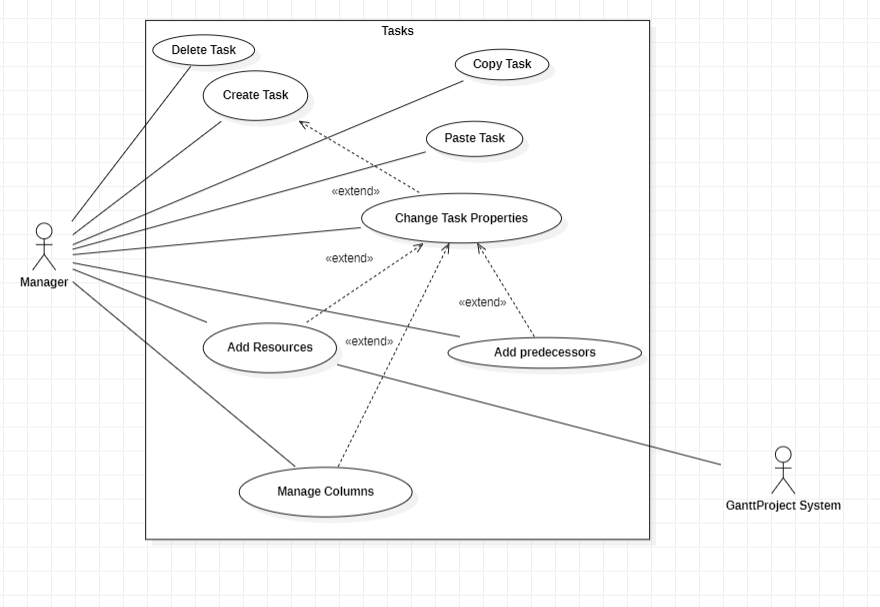 Tasks
Delete Task
Copy Task
Create Task
Paste Task
«extend»
Change Task Properties
«extend»
Manager
«extend»
«extend»
Add Resources
Add predecessors
Manage Columns
GanttProject System